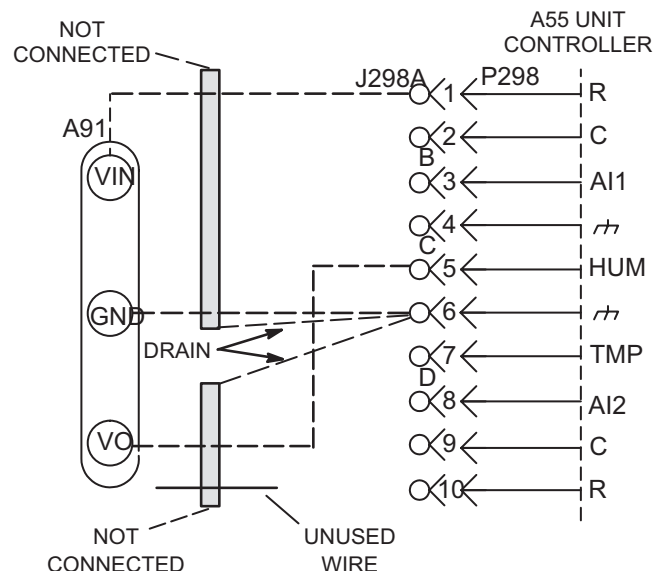 NOT
CONNECTED
A55 UNIT
CONTROLLER
J298A
P298
A91
1
R
2
C
B
VIN
3
AI1
4
C
5
HUM
GND
6
DRAIN
7
TMP
D
8
AI2
VO
9
C
10
R
NOT
CONNECTED
UNUSED
WIRE